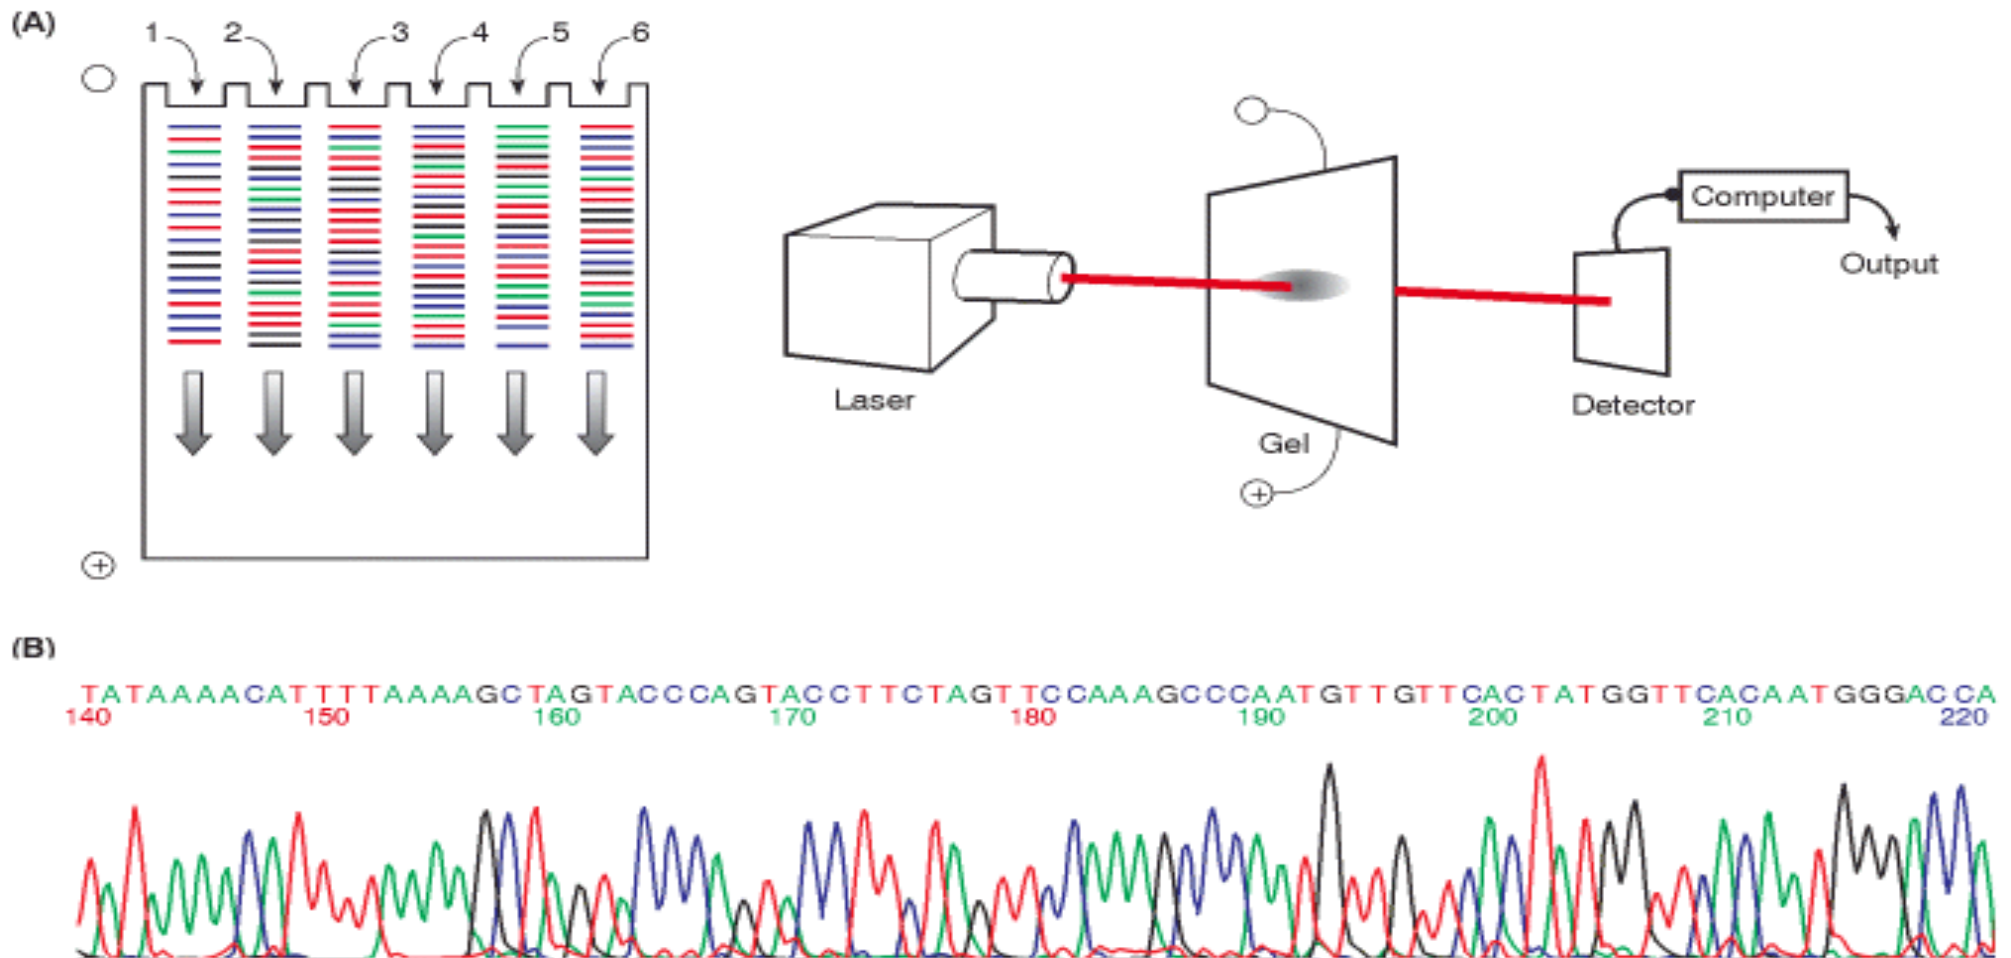 (A)
1 2 3 4 5 6
+
Laser
Gel
+
Detector
Computer
Output
(B)
TATAAAACATTTTAAAAGCTAGTACCCAGTACCTTCTAGTTCCAAAGCCCAATGTTGTTCACTATGGTTCACAATGGGACCA
140 150 160 170 180 190 200 210 220